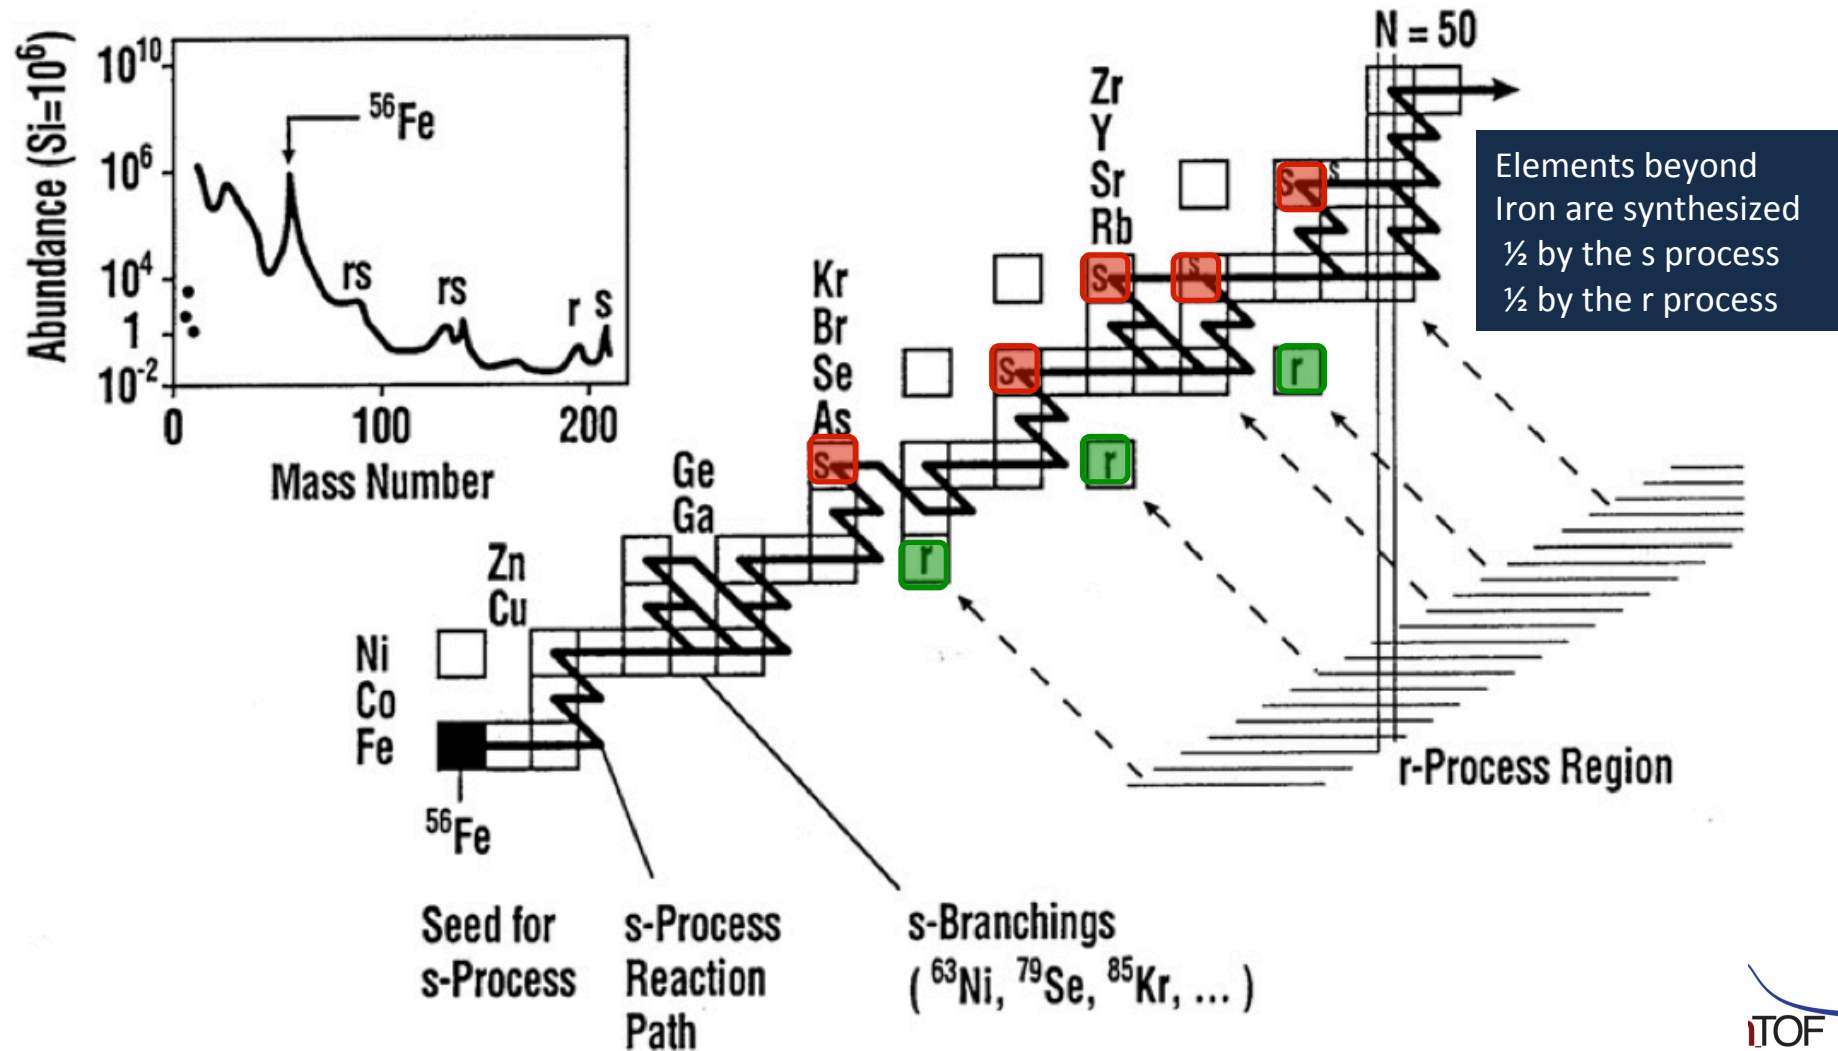 Abundance (Si=10⁶)
10¹⁰
10⁶
10⁴
1
10⁻²
0
100
200
Mass Number
⁵⁶Fe
rs
rs
r
s
N = 50
Zr
Y
Sr
Rb
Kr
Br
Se
As
Ge
Ga
Zn
Cu
Ni
Co
Fe
s
s
s
s
s
s
r
r
r
Elements beyond
Iron are synthesized
½ by the s process
½ by the r process
r-Process Region
⁵⁶Fe
Seed for
s-Process
s-Process
Reaction
Path
s-Branchings
( ⁶³Ni, ⁷⁹Se, ⁸⁵Kr, ... )
nTOF